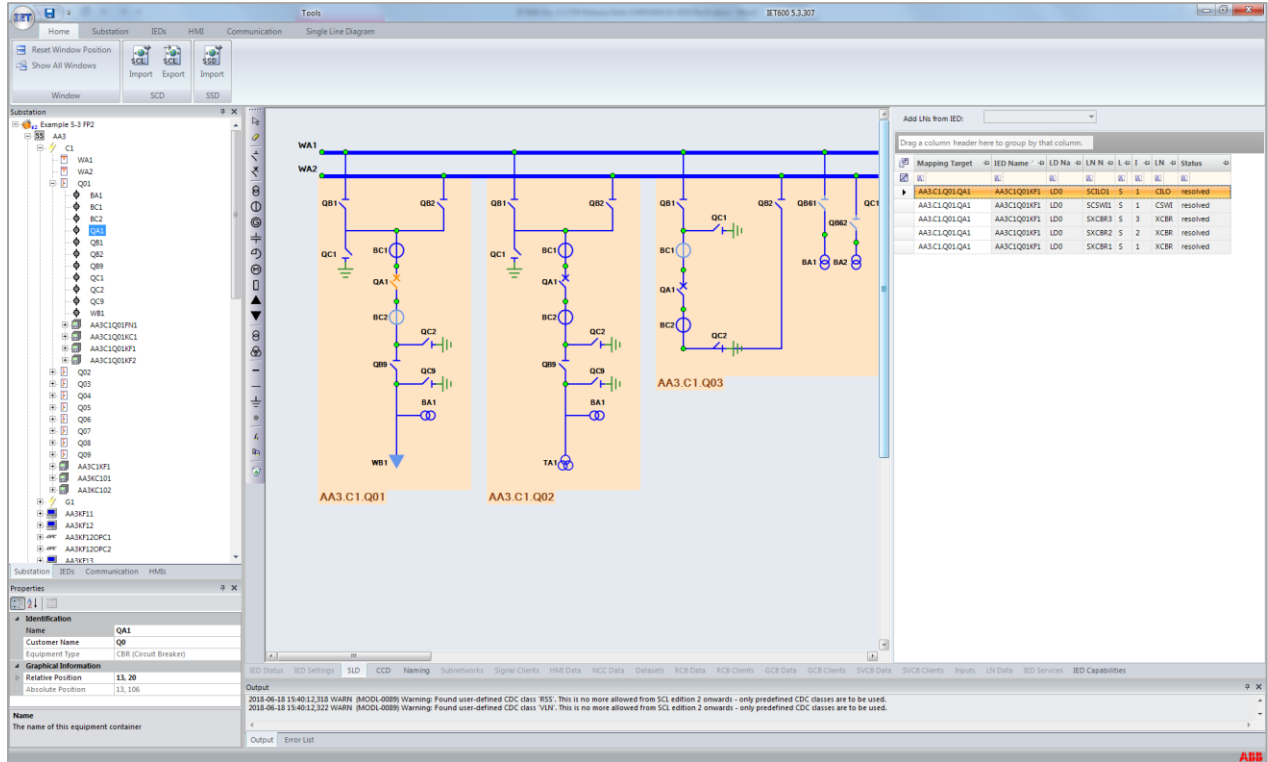 IET
Tools
IET600 5.3.307
Home Substation IEDs HMI Communication Single Line Diagram
Reset Window Position
Show All Windows
SCL SCL SSD
Import Export Import
Window SCD SSD
Substation
Example 5-3 FP2
SS AA3
C1
WA1
WA2
Q01
BA1
BC1
BC2
QA1
QB1
QB2
QB9
QC1
QC2
QC9
WB1
AA3C1Q01FN1
AA3C1Q01KC1
AA3C1Q01KF1
AA3C1Q01KF2
Q02
Q03
Q04
Q05
Q06
Q07
Q08
Q09
AA3C1KF1
AA3KC101
AA3KC102
G1
AA3KF11
AA3KF12
AA3KF12OPC1
AA3KF12OPC2
AA3KF13
Substation IEDs Communication HMIs
Properties
Identification
Name QA1
Customer Name Q0
Equipment Type CBR (Circuit Breaker)
Graphical Information
Relative Position 13, 20
Absolute Position 13, 106
Name
The name of this equipment container
WA1
WA2
QB1 QB2 QB1 QB2 QB1 QB2 QB61 QC1
QC1 QB62
QC1 BC1 QC1 BC1 BC1
BA1 BA2
QA1 QA1 QA1
BC2 BC2 BC2
QC2 QC2 QC2
QB9 QC9 QB9 QC9
AA3.C1.Q03
BA1 BA1
WB1 TA1
AA3.C1.Q01 AA3.C1.Q02
Add LNs from IED:
Drag a column header here to group by that column.
Mapping Target IED Name LD Na LN N L I LN Status
AA3.C1.Q01.QA1 AA3C1Q01KF1 LD0 SCILO1 S 1 CILO resolved
AA3.C1.Q01.QA1 AA3C1Q01KF1 LD0 SCSWI1 S 1 CSWI resolved
AA3.C1.Q01.QA1 AA3C1Q01KF1 LD0 SXCBR3 S 3 XCBR resolved
AA3.C1.Q01.QA1 AA3C1Q01KF1 LD0 SXCBR2 S 2 XCBR resolved
AA3.C1.Q01.QA1 AA3C1Q01KF1 LD0 SXCBR1 S 1 XCBR resolved
IED Status IED Settings SLD CCD Naming Subnetworks Signal Clients HMI Data NCC Data Datasets RCB Data RCB Clients GCB Data GCB Clients SVCB Data SVCB Clients Inputs LN Data IED Services IED Capabilities
Output
2018-06-18 15:40:12,318 WARN (MODL-0089) Warning: Found user-defined CDC class 'RSS'. This is no more allowed from SCL edition 2 onwards - only predefined CDC classes are to be used.
2018-06-18 15:40:12,322 WARN (MODL-0089) Warning: Found user-defined CDC class 'VLN'. This is no more allowed from SCL edition 2 onwards - only predefined CDC classes are to be used.
Output Error List
ABB